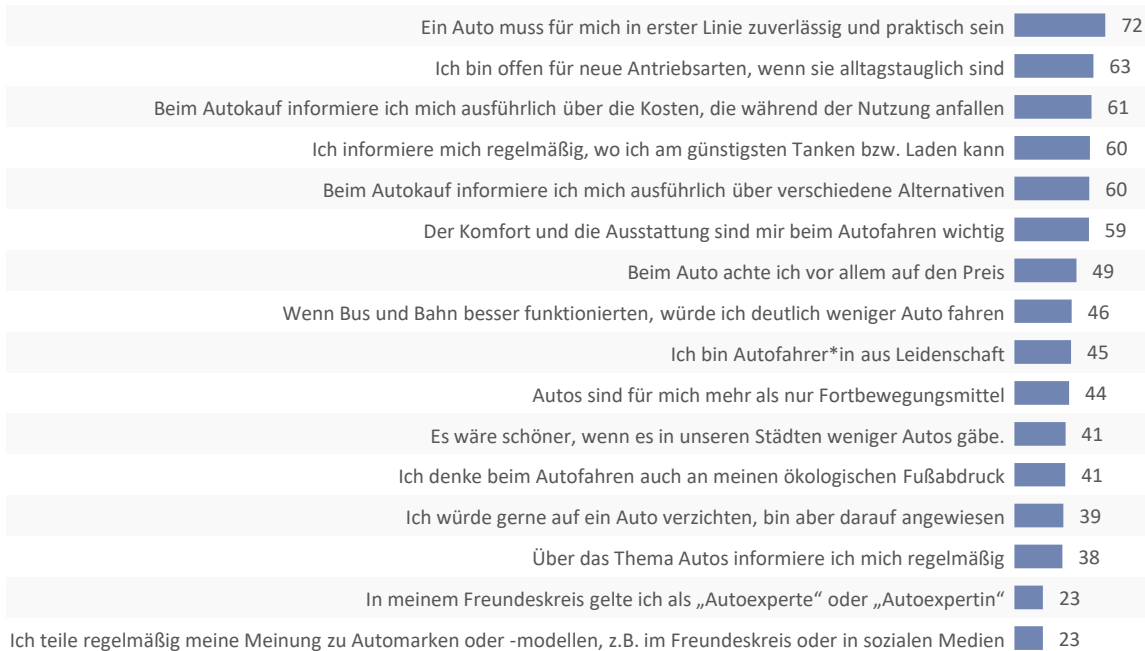 Ein Auto muss für mich in erster Linie zuverlässig und praktisch sein 72
Ich bin offen für neue Antriebsarten, wenn sie alltagstauglich sind 63
Beim Autokauf informiere ich mich ausführlich über die Kosten, die während der Nutzung anfallen 61
Ich informiere mich regelmäßig, wo ich am günstigsten Tanken bzw. Laden kann 60
Beim Autokauf informiere ich mich ausführlich über verschiedene Alternativen 60
Der Komfort und die Ausstattung sind mir beim Autofahren wichtig 59
Beim Auto achte ich vor allem auf den Preis 49
Wenn Bus und Bahn besser funktionierten, würde ich deutlich weniger Auto fahren 46
Ich bin Autofahrer*in aus Leidenschaft 45
Autos sind für mich mehr als nur Fortbewegungsmittel 44
Es wäre schöner, wenn es in unseren Städten weniger Autos gäbe. 41
Ich denke beim Autofahren auch an meinen ökologischen Fußabdruck 41
Ich würde gerne auf ein Auto verzichten, bin aber darauf angewiesen 39
Über das Thema Autos informiere ich mich regelmäßig 38
In meinem Freundeskreis gelte ich als „Autoexperte“ oder „Autoexpertin“ 23
Ich teile regelmäßig meine Meinung zu Automarken oder -modellen, z.B. im Freundeskreis oder in sozialen Medien 23